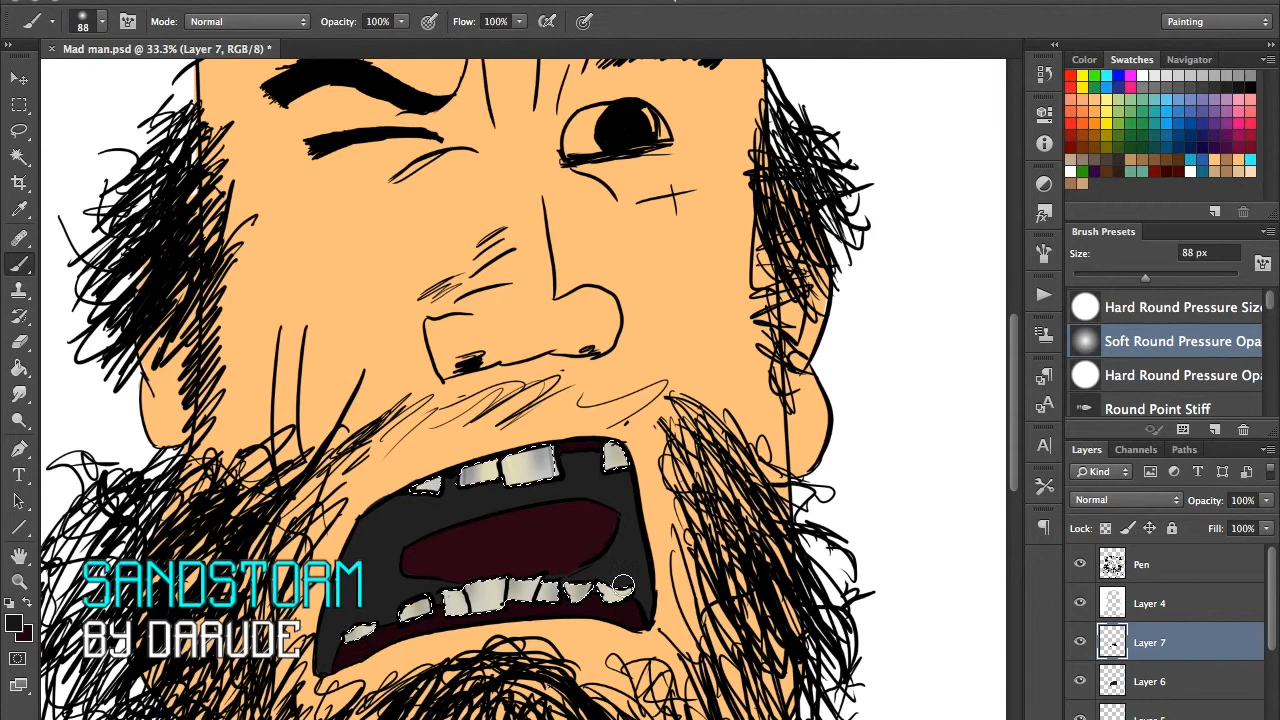 88
Mode: Normal
Opacity: 100%
Flow: 100%
Painting
× Mad man.psd @ 33.3% (Layer 7, RGB/8) *
Color Swatches Navigator
Brush Presets
Size: 88 px
Hard Round Pressure Size
Soft Round Pressure Opa
Hard Round Pressure Opa
Round Point Stiff
Layers Channels Paths
Kind
Normal Opacity: 100%
Lock: Fill: 100%
Pen
Layer 4
Layer 7
Layer 6
SANDSTORM
BY DARUDE